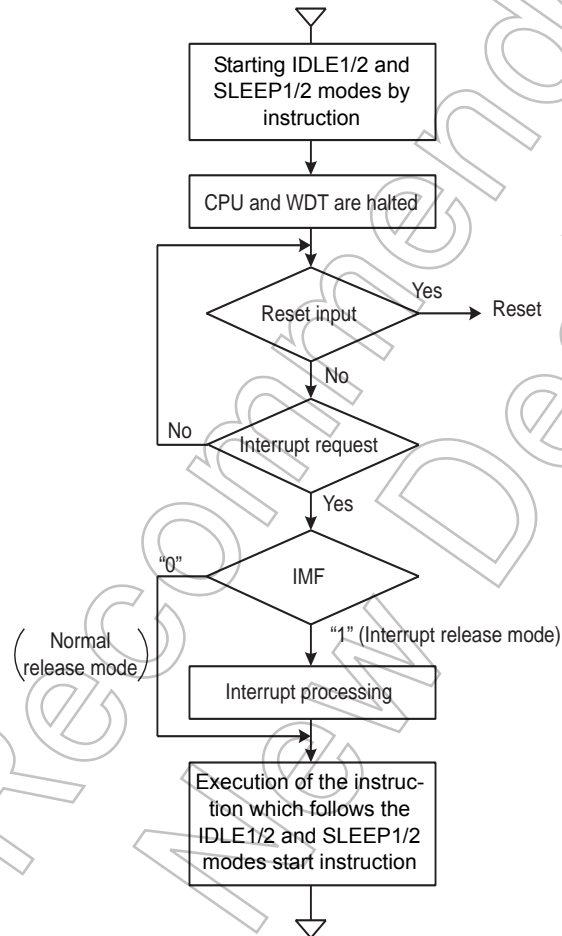 Starting IDLE1/2 and
SLEEP1/2 modes by
instruction
CPU and WDT are halted
Reset input
Yes
Reset
No
Interrupt request
No
Yes
IMF
“0”
“1” (Interrupt release mode)
Normal
release mode
Interrupt processing
Execution of the instruc-
tion which follows the
IDLE1/2 and SLEEP1/2
modes start instruction